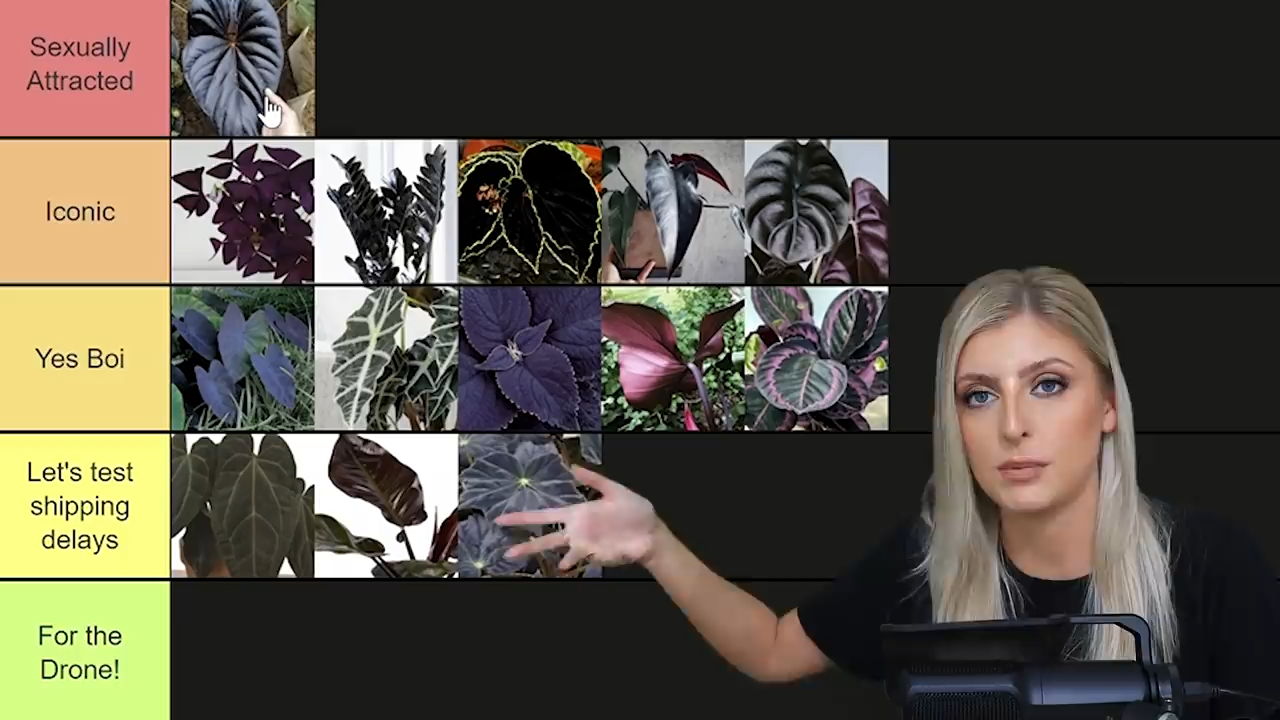 Sexually
Attracted
Iconic
Yes Boi
Let's test
shipping
delays
For the
Drone!